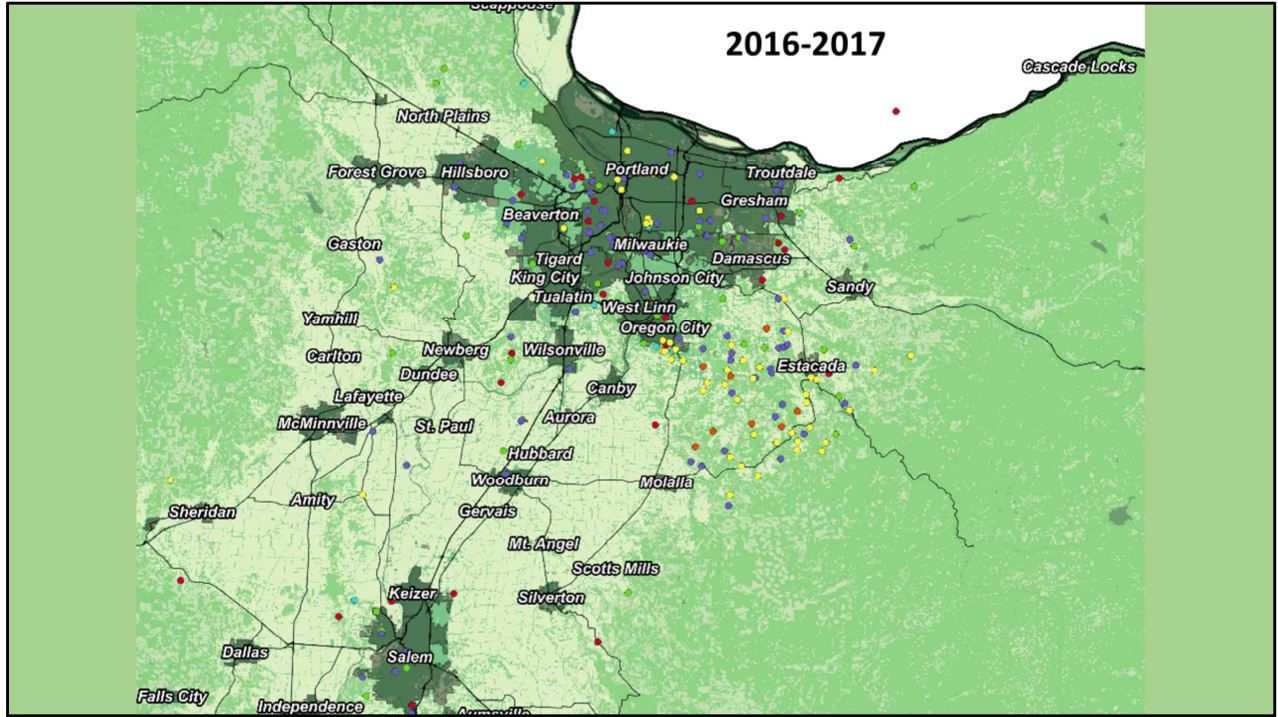 Scappoose
2016-2017
Cascade Locks
North Plains
Forest Grove
Hillsboro
Portland
Troutdale
Gresham
Beaverton
Gaston
Milwaukie
Tigard
Damascus
King City
Johnson City
Sandy
Tualatin
West Linn
Yamhill
Oregon City
Carlton
Newberg
Wilsonville
Estacada
Dundee
Canby
Lafayette
McMinnville
St. Paul
Aurora
Hubbard
Woodburn
Molalla
Amity
Sheridan
Gervais
Mt. Angel
Scotts Mills
Keizer
Silverton
Dallas
Salem
Falls City
Independence
Aumsville